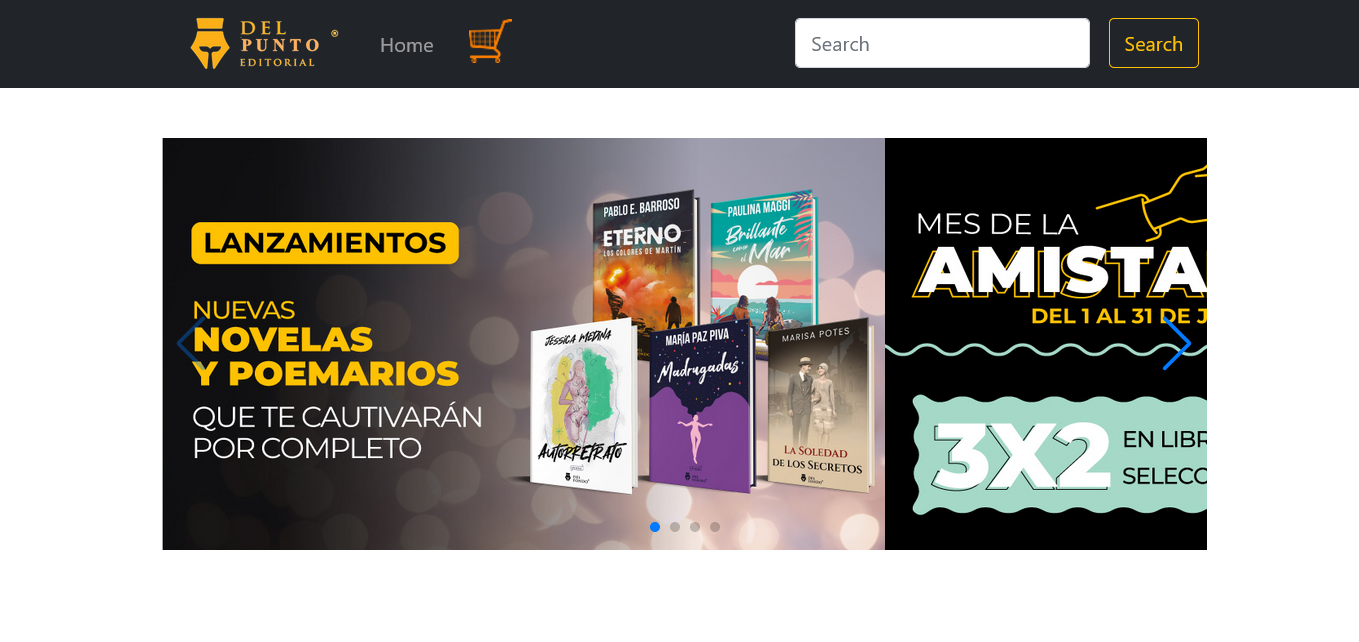 DEL
PUNTO
EDITORIAL
®
Home
Search
Search
LANZAMIENTOS
NUEVAS
NOVELAS
Y POEMARIOS
QUE TE CAUTIVARÁN
POR COMPLETO
PABLO E. BARROSO
ETERNO
LOS COLORES DE MARTÍN
PAULINA MAGGI
Brillante
como el
Mar
JESSICA MEDINA
AUTORRETRATO
MARÍA PAZ PIVA
Madrugadas
MARISA POTES
LA SOLEDAD
DE LOS SECRETOS
MES DE LA
AMISTA
DEL 1 AL 31 DE J
3X2
EN LIBR
SELECC